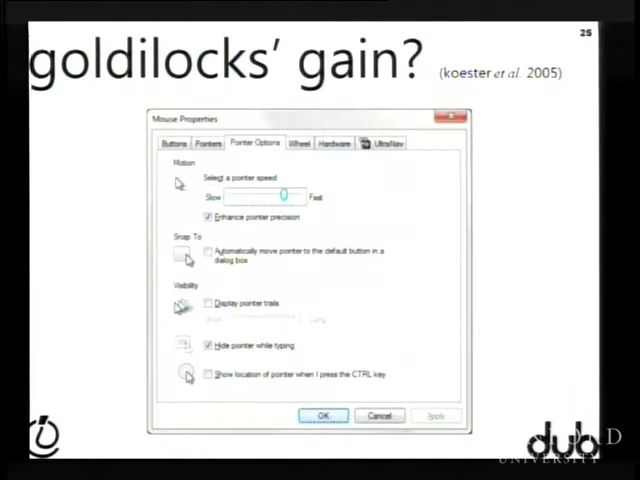 25
goldilocks' gain? (koester et al. 2005)
Mouse Properties
Buttons Pointers Pointer Options Wheel Hardware UltraNav
Motion
Select a pointer speed
Slow Fast
Enhance pointer precision
Snap To
Automatically move pointer to the default button in a
dialog box
Visibility
Display pointer trails
Long
Hide pointer while typing
Show location of pointer when I press the CTRL key
OK Cancel Apply
dub
UNIVERSITY